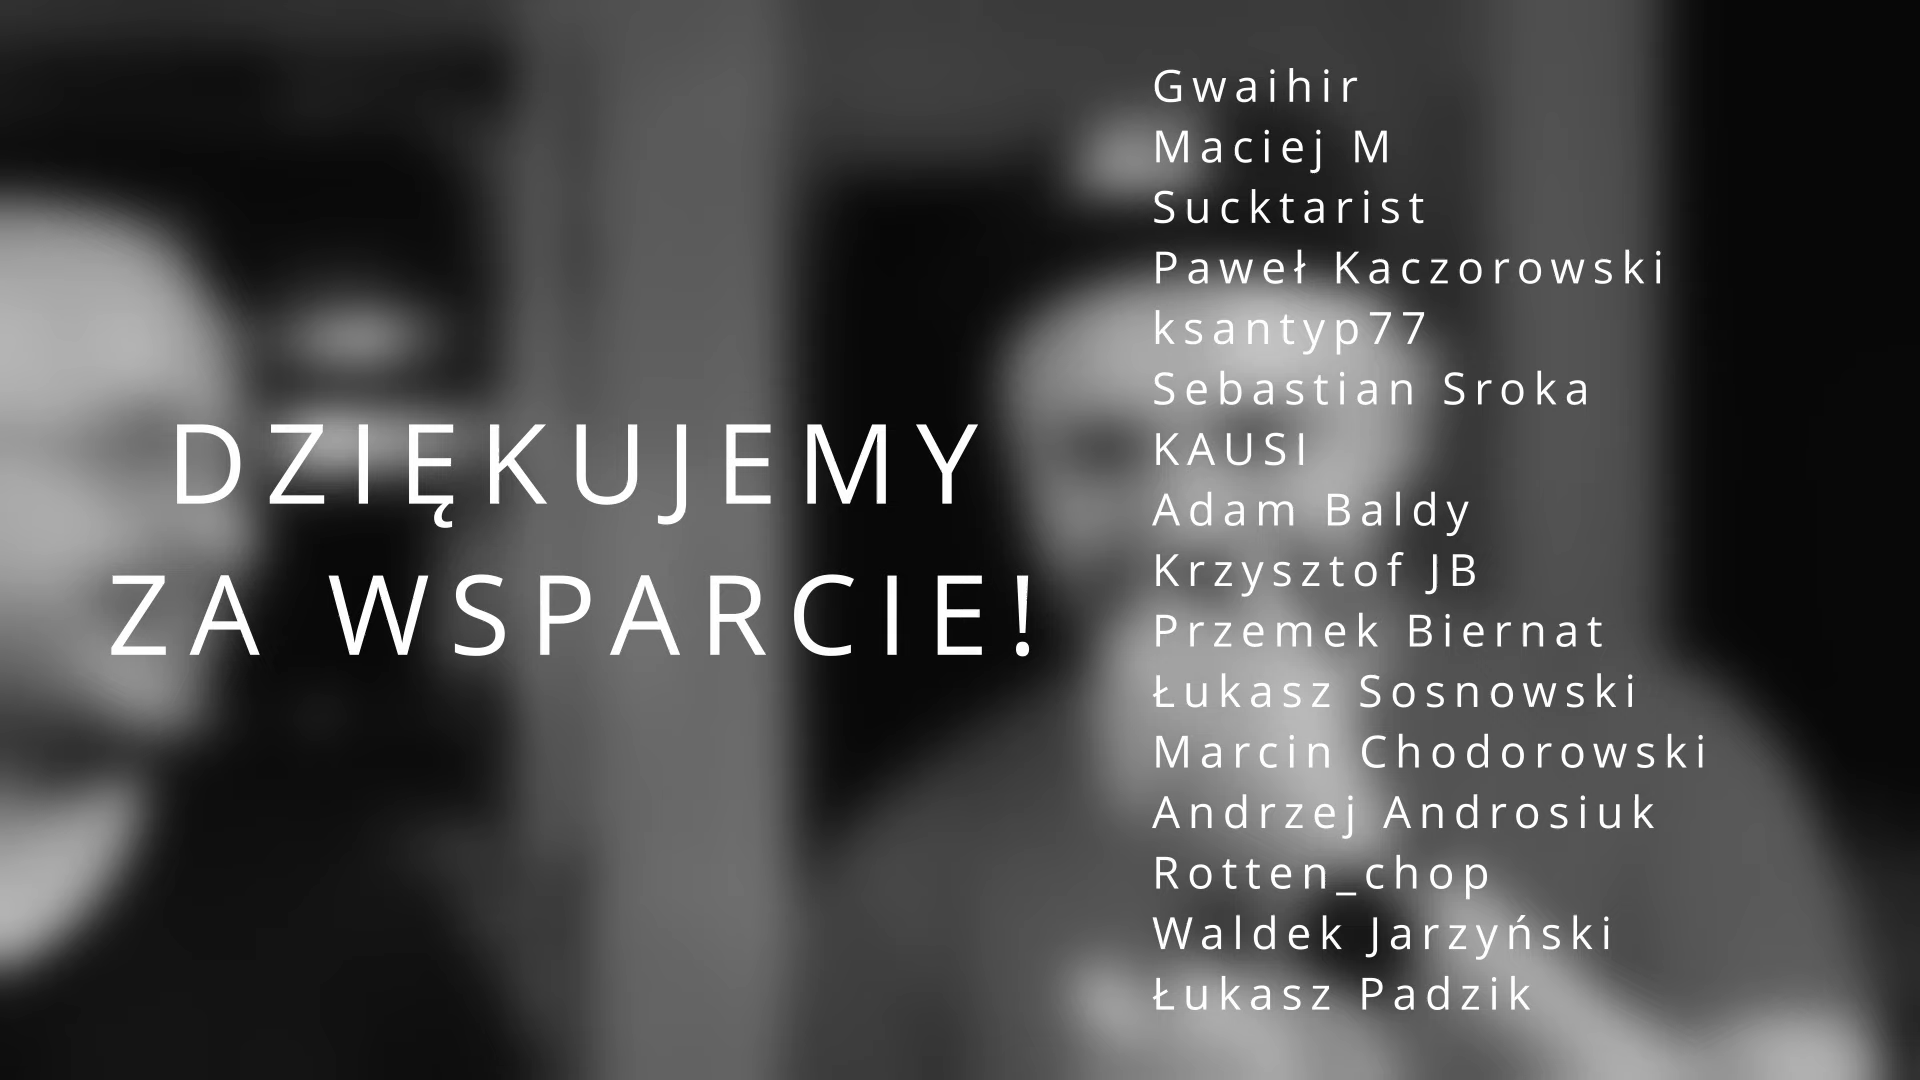 DZIĘKUJEMY
ZA WSPARCIE!
Gwaihir
Maciej M
Sucktarist
Paweł Kaczorowski
ksantyp77
Sebastian Sroka
KAUSI
Adam Baldy
Krzysztof JB
Przemek Biernat
Łukasz Sosnowski
Marcin Chodorowski
Andrzej Androsiuk
Rotten_chop
Waldek Jarzyński
Łukasz Padzik